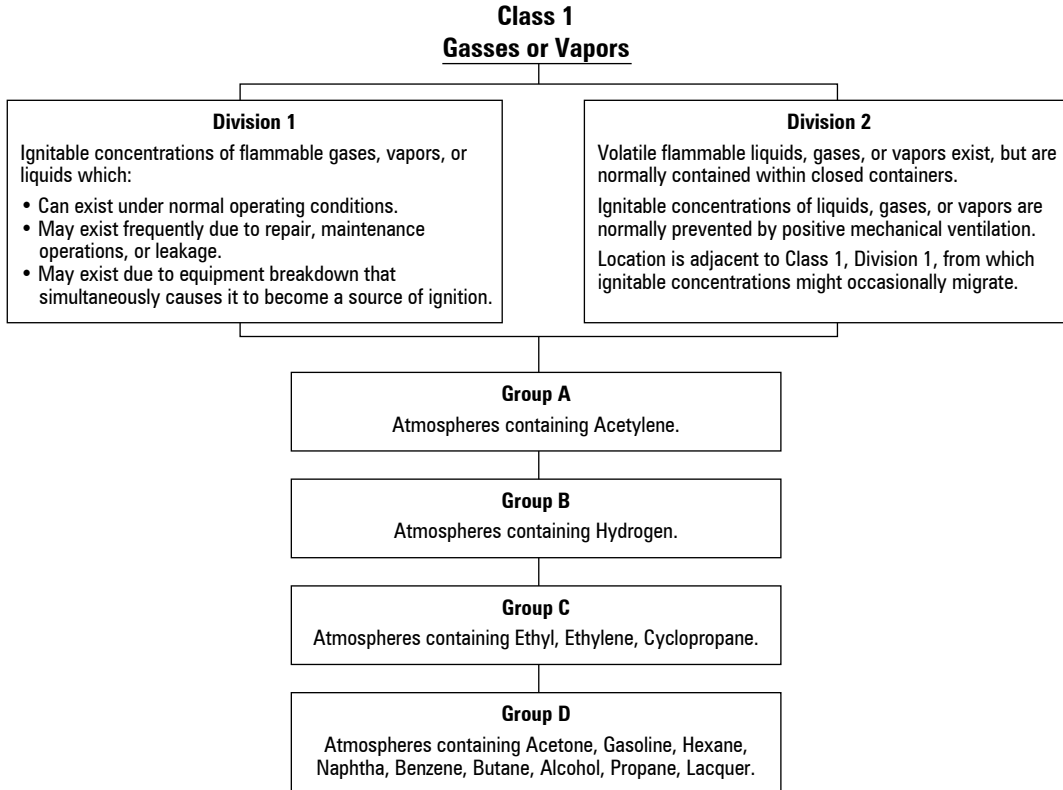 Class 1
Gasses or Vapors
Division 1
Ignitable concentrations of flammable gases, vapors, or
liquids which:
• Can exist under normal operating conditions.
• May exist frequently due to repair, maintenance
operations, or leakage.
• May exist due to equipment breakdown that
simultaneously causes it to become a source of ignition.
Division 2
Volatile flammable liquids, gases, or vapors exist, but are
normally contained within closed containers.
Ignitable concentrations of liquids, gases, or vapors are
normally prevented by positive mechanical ventilation.
Location is adjacent to Class 1, Division 1, from which
ignitable concentrations might occasionally migrate.
Group A
Atmospheres containing Acetylene.
Group B
Atmospheres containing Hydrogen.
Group C
Atmospheres containing Ethyl, Ethylene, Cyclopropane.
Group D
Atmospheres containing Acetone, Gasoline, Hexane,
Naphtha, Benzene, Butane, Alcohol, Propane, Lacquer.